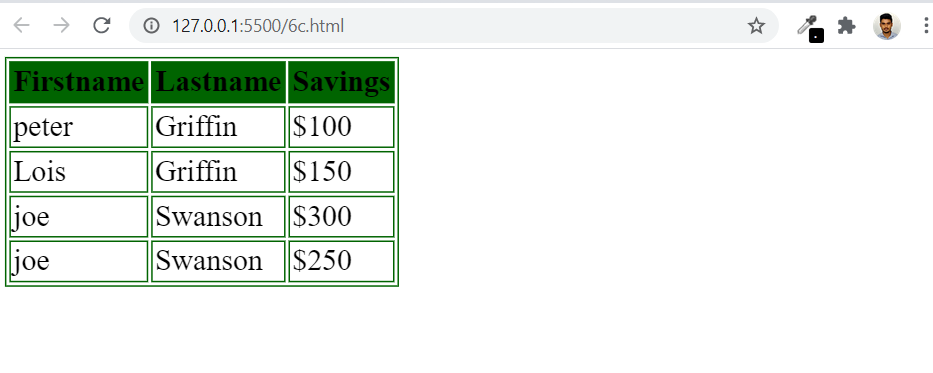 127.0.0.1:5500/6c.html
Firstname Lastname Savings
peter Griffin $100
Lois Griffin $150
joe Swanson $300
joe Swanson $250